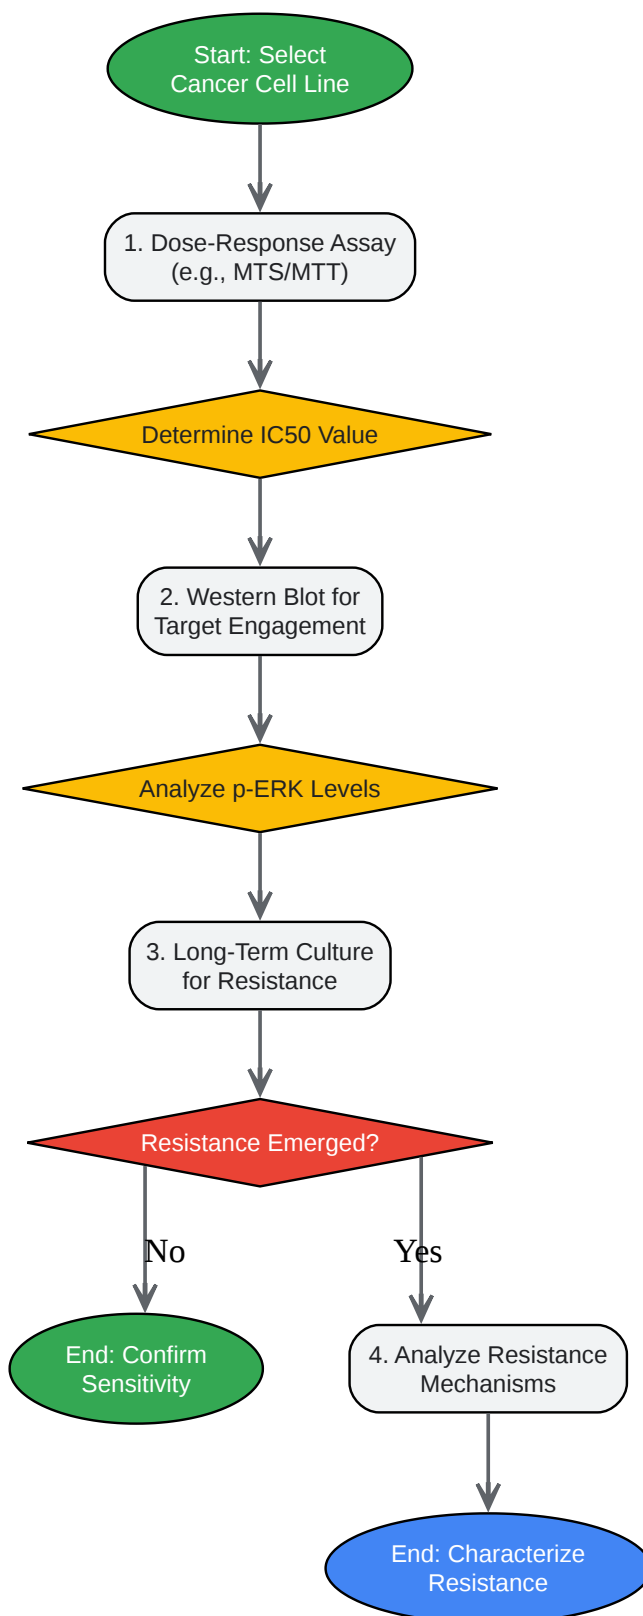 Start: Select
Cancer Cell Line
1. Dose-Response Assay
(e.g., MTS/MTT)
Determine IC50 Value
2. Western Blot for
Target Engagement
Analyze p-ERK Levels
3. Long-Term Culture
for Resistance
Resistance Emerged?
No
Yes
End: Confirm
Sensitivity
4. Analyze Resistance
Mechanisms
End: Characterize
Resistance